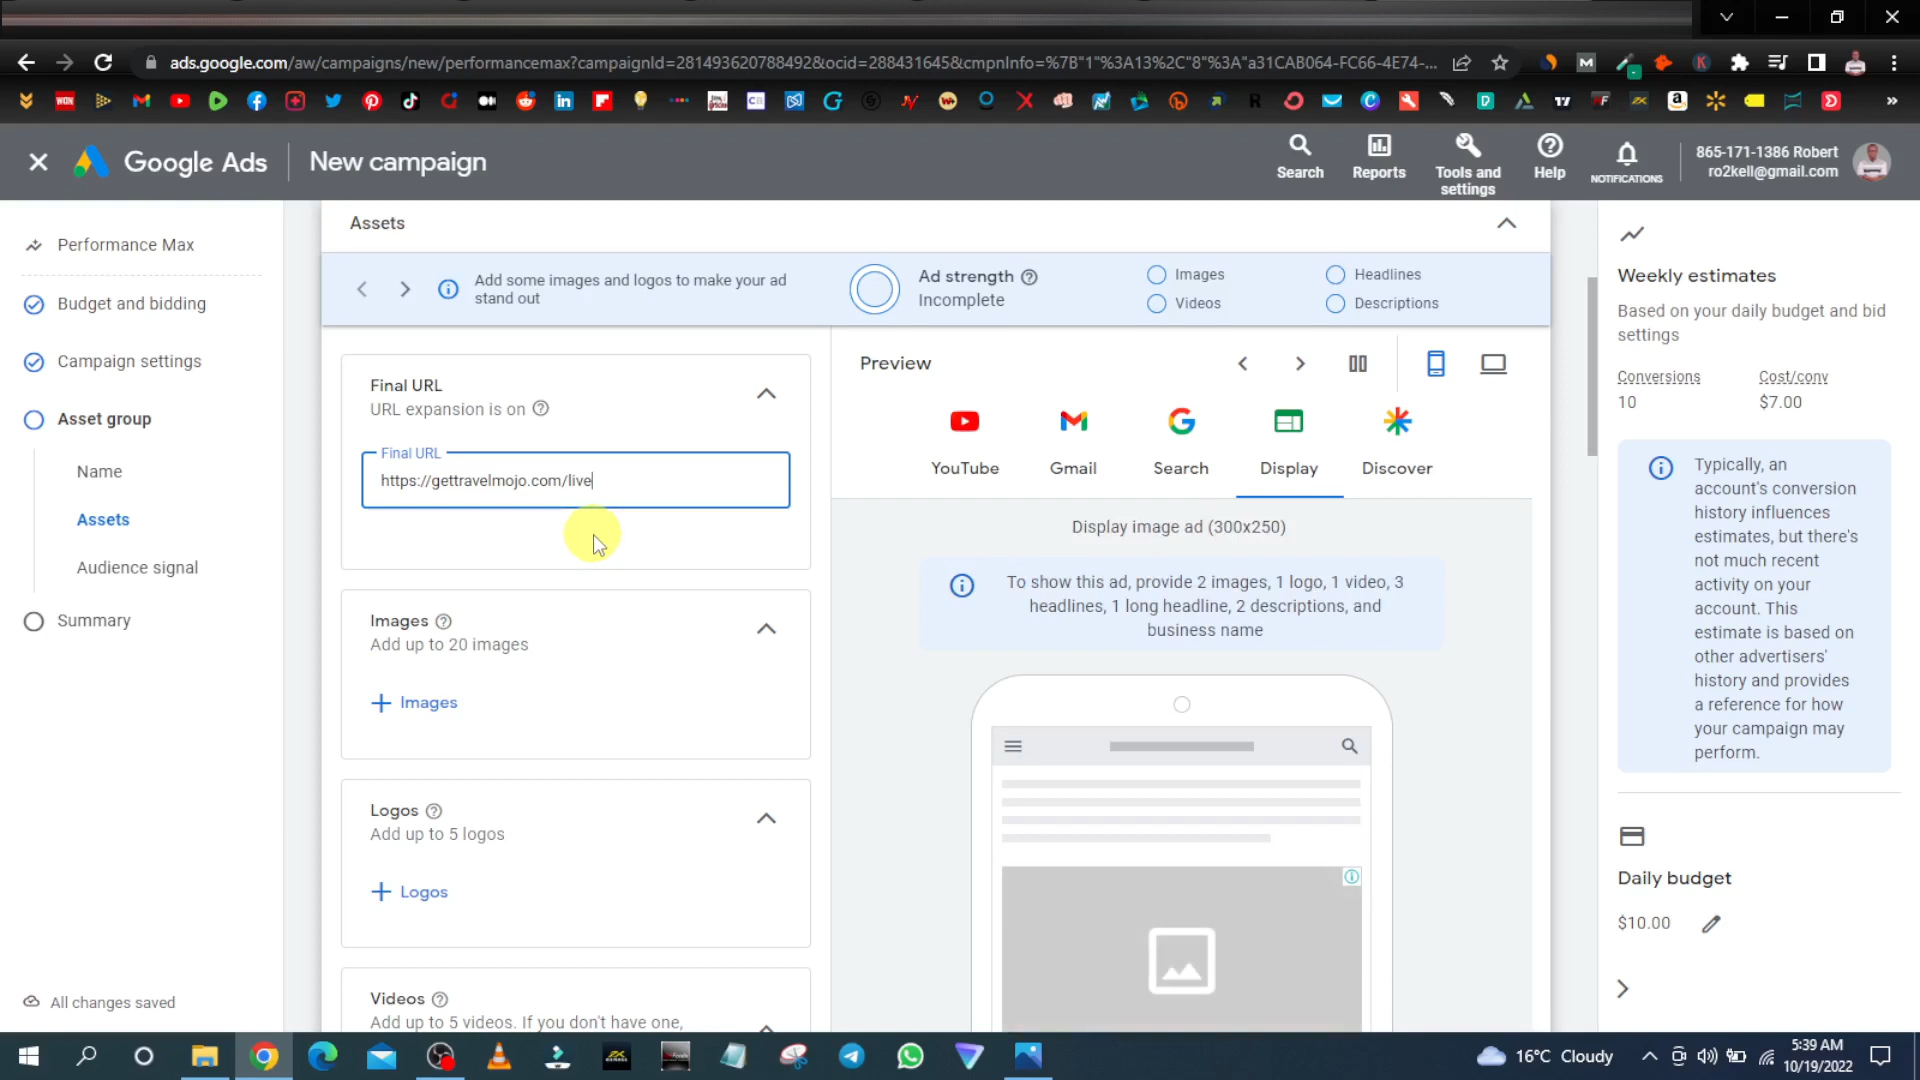 ads.google.com/aw/campaigns/new/performancemax?campaignId=281493620788492&ocid=288431645&cmpnInfo=%7B"1"%3A13%2C"8"%3A"a31CAB064-FC66-4E74-...
Google Ads
New campaign
Search
Reports
Tools and
settings
Help
NOTIFICATIONS
865-171-1386 Robert
ro2kell@gmail.com
Performance Max
Budget and bidding
Campaign settings
Asset group
Name
Assets
Audience signal
Summary
All changes saved
Assets
Add some images and logos to make your ad
stand out
Ad strength
Incomplete
Images
Videos
Headlines
Descriptions
Final URL
URL expansion is on
Final URL
https://gettravelmojo.com/live
Images
Add up to 20 images
+ Images
Logos
Add up to 5 logos
+ Logos
Videos
Add up to 5 videos. If you don't have one,
Preview
YouTube
Gmail
Search
Display
Discover
Display image ad (300x250)
To show this ad, provide 2 images, 1 logo, 1 video, 3
headlines, 1 long headline, 2 descriptions, and
business name
Weekly estimates
Based on your daily budget and bid
settings
Conversions
10
Cost/conv
$7.00
Typically, an
account's conversion
history influences
estimates, but there's
not much recent
activity on your
account. This
estimate is based on
other advertisers'
history and provides
a reference for how
your campaign may
perform.
Daily budget
$10.00
16°C Cloudy
5:39 AM
10/19/2022